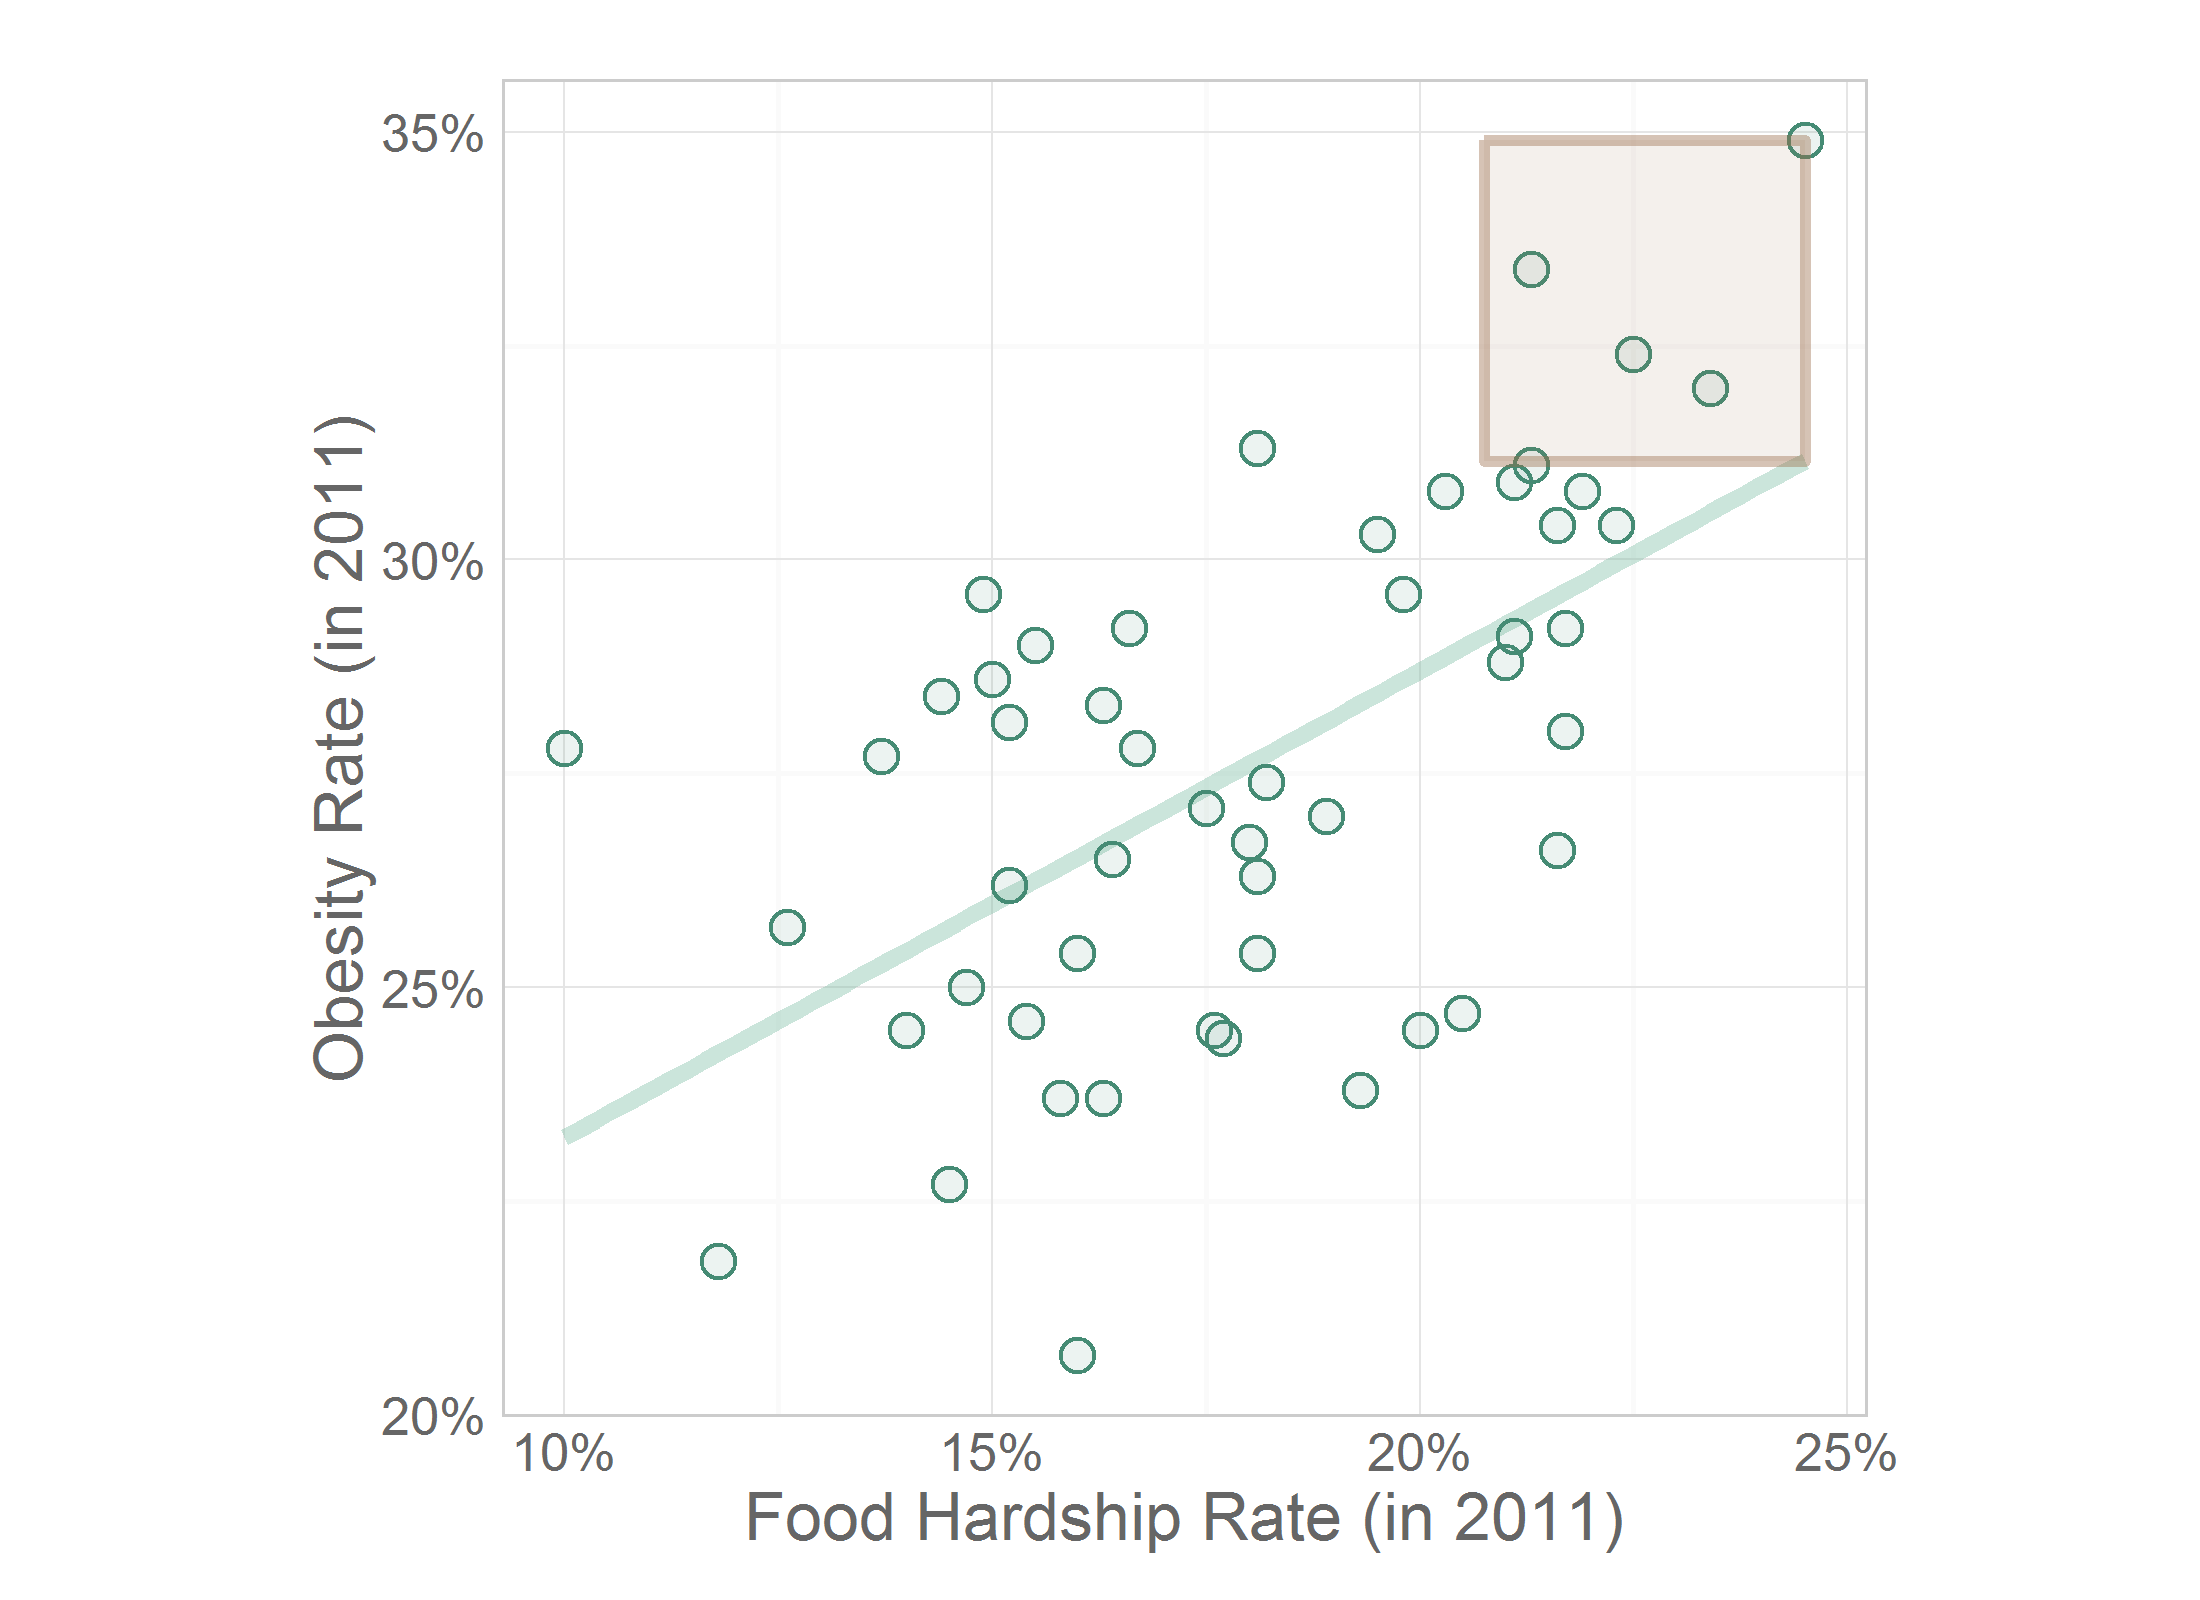 35%
30%
25%
20%
Obesity Rate (in 2011)
10% 15% 20% 25%
Food Hardship Rate (in 2011)